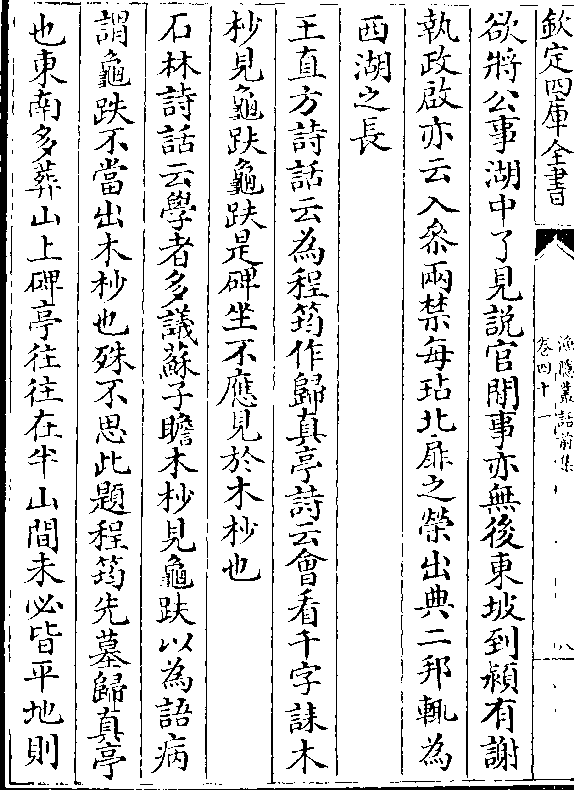 欽定四庫全書
漁隱叢話前集
卷四十一
八
欲將公事湖中了見説官閒事亦無後東坡到潁有謝
執政啟亦云入叅兩禁每玷北扉之榮出典二邦輒為
西湖之長
王直方詩話云為程筠作歸真亭詩云會看千字誄木
杪見龜趺龜趺是碑坐不應見於木杪也
石林詩話云學者多議蘇子瞻木杪見龜趺以為語病
謂龜趺不當出木杪也殊不思此題程筠先墓歸真亭
也東南多葬山上碑亭往往在半山間未必皆平地則